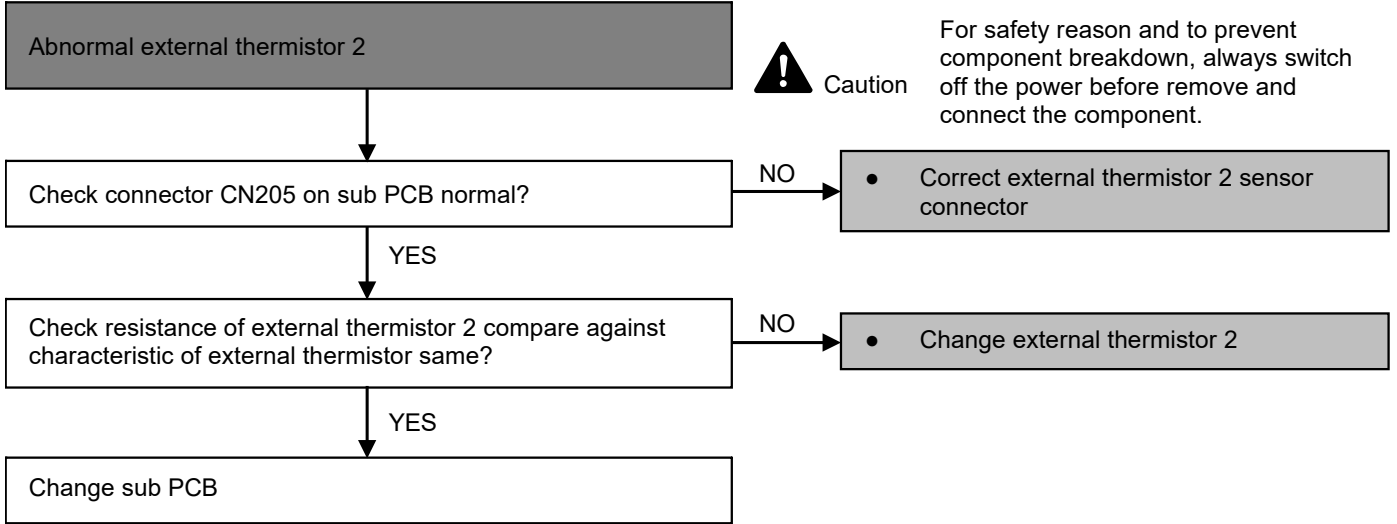 Abnormal external thermistor 2
Caution
For safety reason and to prevent
component breakdown, always switch
off the power before remove and
connect the component.
Check connector CN205 on sub PCB normal?
NO
● Correct external thermistor 2 sensor
connector
YES
Check resistance of external thermistor 2 compare against
characteristic of external thermistor same?
NO
● Change external thermistor 2
YES
Change sub PCB